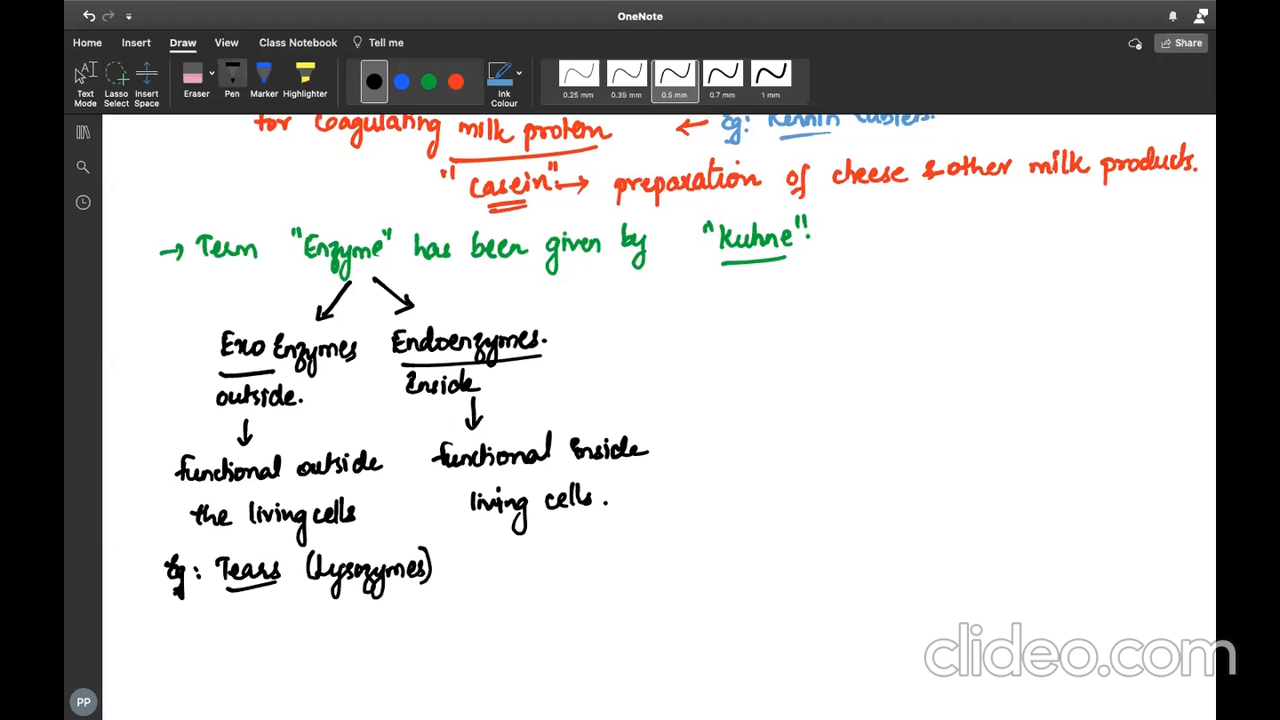 OneNote
Home Insert Draw View Class Notebook Tell me Share
Text Mode Lasso Select Insert Space Eraser Pen Marker Highlighter Ink Colour 0.25 mm 0.35 mm 0.5 mm 0.7 mm 1 mm
for Coagulating milk protein ← Eg: Rennin Tablets.
"Casein" → preparation of cheese & other milk products.
→ Term "Enzyme" has been given by "Kuhne".
Exo Enzymes Endoenzymes.
outside. Inside
functional outside functional inside
the living cells living cells.
Eg: Tears (Lysozymes)
clideo.com
PP